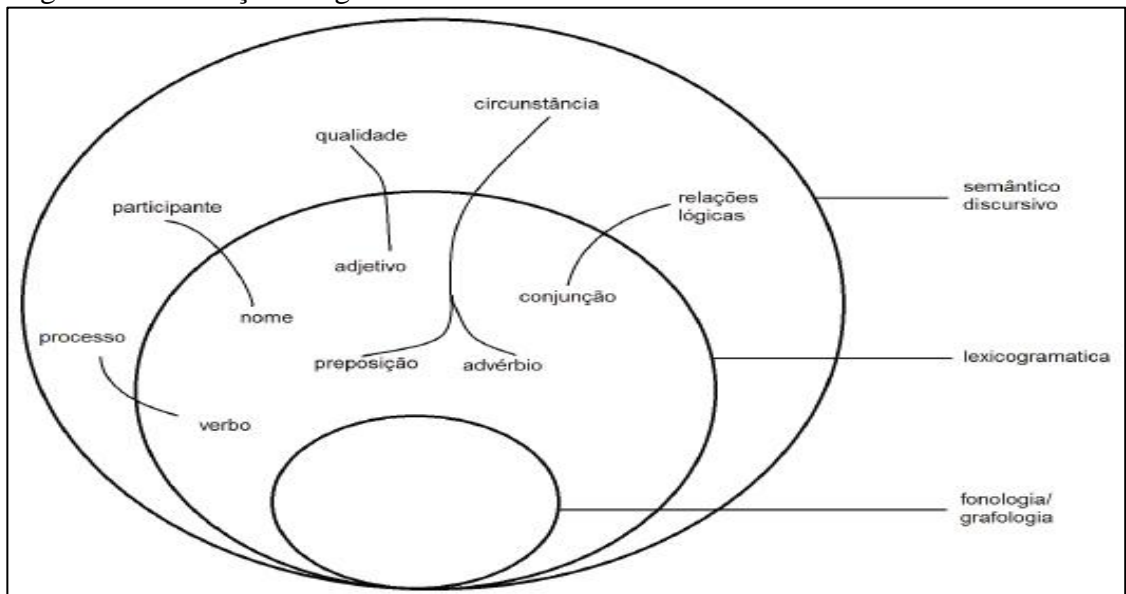 circunstância
qualidade
relações
lógicas
semântico
discursivo
participante
adjetivo
conjunção
nome
processo
preposição
advérbio
lexicogramatica
verbo
fonologia/
grafologia